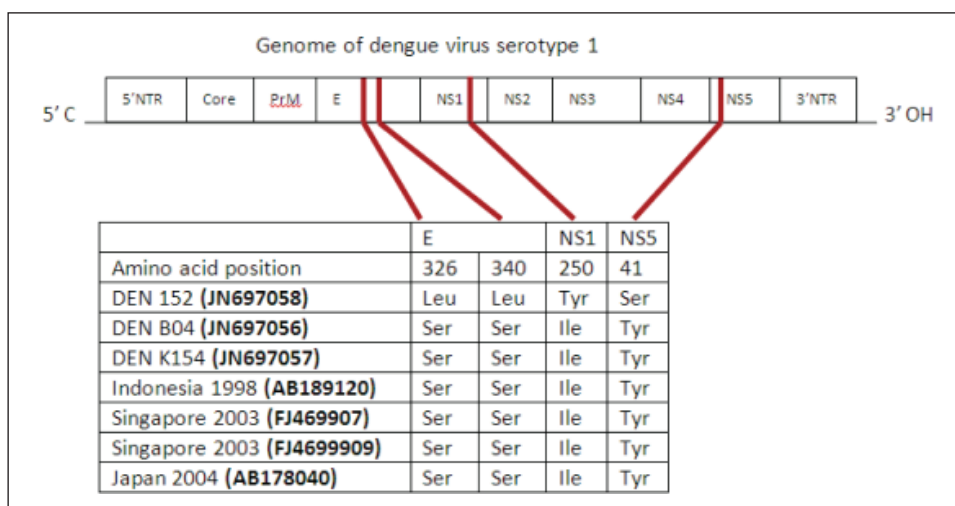 Genome of dengue virus serotype 1
5' C 5'NTR Core PrM E NS1 NS2 NS3 NS4 NS5 3'NTR 3' OH
E NS1 NS5
Amino acid position 326 340 250 41
DEN 152 (JN697058) Leu Leu Tyr Ser
DEN B04 (JN697056) Ser Ser Ile Tyr
DEN K154 (JN697057) Ser Ser Ile Tyr
Indonesia 1998 (AB189120) Ser Ser Ile Tyr
Singapore 2003 (FJ469907) Ser Ser Ile Tyr
Singapore 2003 (FJ4699909) Ser Ser Ile Tyr
Japan 2004 (AB178040) Ser Ser Ile Tyr